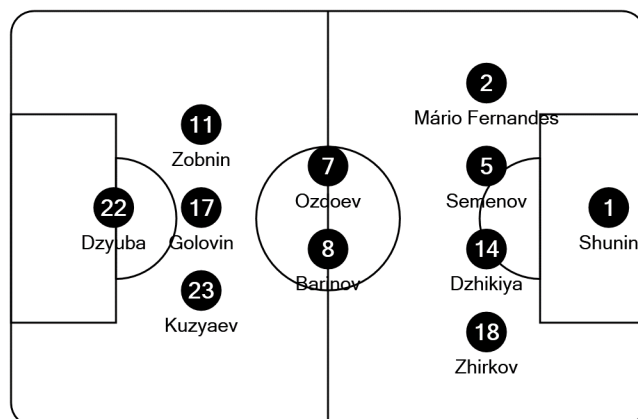 2
Mário Fernandes
11
Zobnin
7
Ozdoev
5
Semenov
22
Dzyuba
17
Golovin
1
Shunin
8
Barinov
14
Dzhikiya
23
Kuzyaev
18
Zhirkov